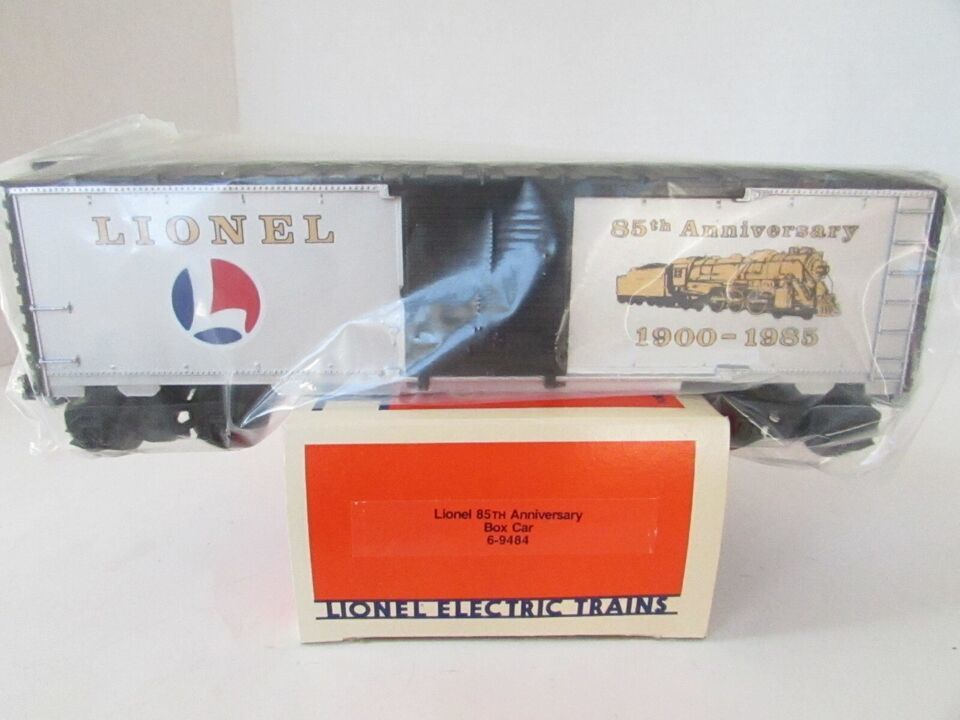 LIONEL
85th Anniversary
1900-1985
Lionel 85TH Anniversary
Box Car
6-9484
LIONEL ELECTRIC TRAINS